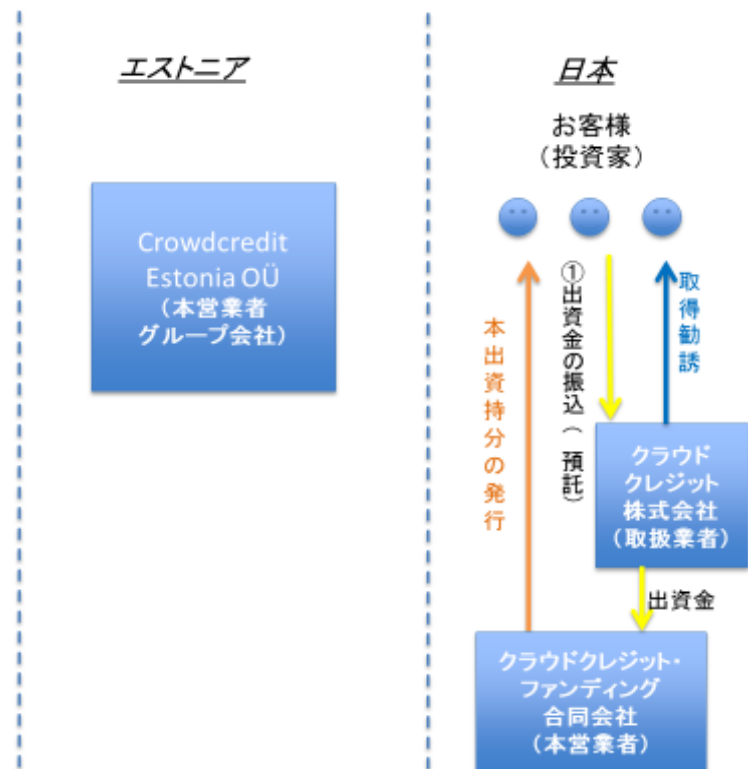 エストニア
Crowdcredit
Estonia OÜ
（本営業者
グループ会社）
日本
お客様
（投資家）
本出資持分の発行
①出資金の振込（預託）
取得勧誘
クラウド
クレジット
株式会社
（取扱業者）
出資金
クラウドクレジット・
ファンディング
合同会社
（本営業者）